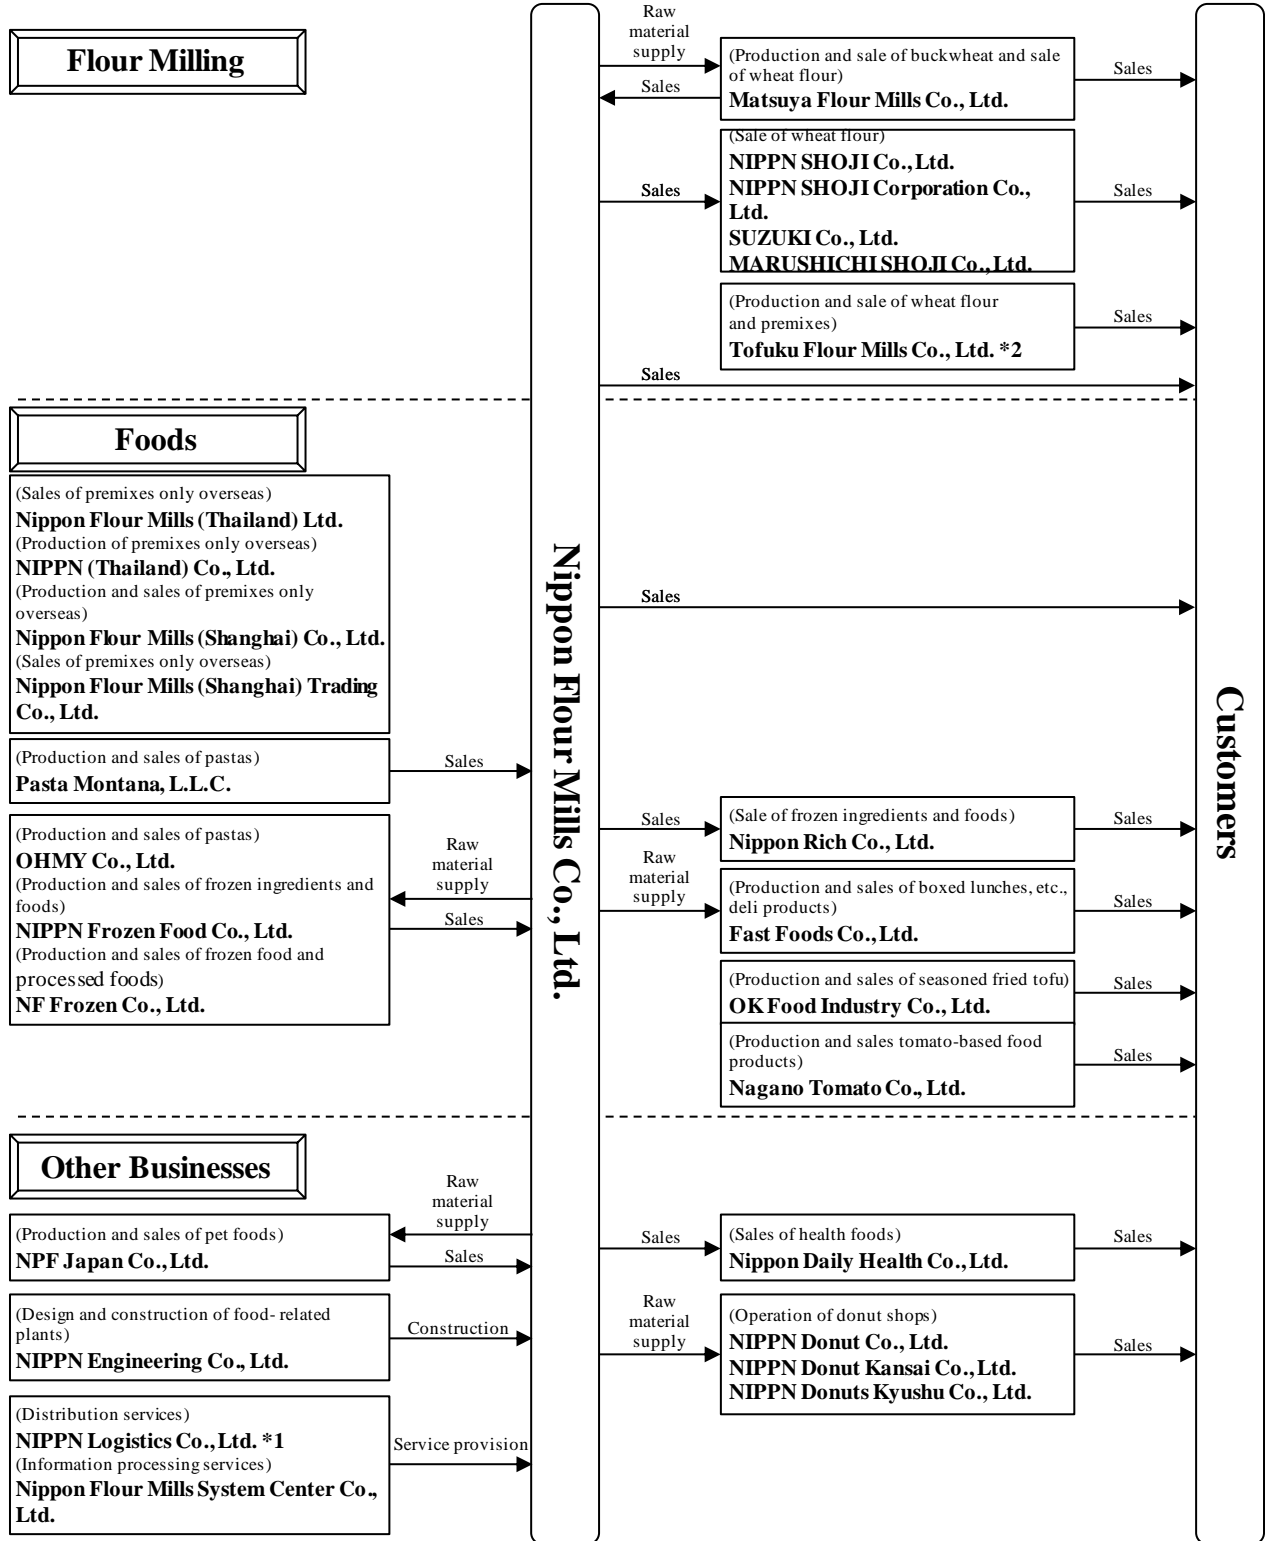 Flour Milling
Raw
material
supply
(Production and sale of buckwheat and sale
of wheat flour)
Matsuya Flour Mills Co., Ltd.
Sales
Sales
(Sale of wheat flour)
NIPPN SHOJI Co., Ltd.
NIPPN SHOJI Corporation Co.,
Ltd.
SUZUKI Co., Ltd.
MARUSHICHI SHOJI Co., Ltd.
Sales
Sales
(Production and sale of wheat flour
and premixes)
Tofuku Flour Mills Co., Ltd. *2
Sales
Sales
Foods
(Sales of premixes only overseas)
Nippon Flour Mills (Thailand) Ltd.
(Production of premixes only overseas)
NIPPN (Thailand) Co., Ltd.
(Production and sales of premixes only
overseas)
Nippon Flour Mills (Shanghai) Co., Ltd.
(Sales of premixes only overseas)
Nippon Flour Mills (Shanghai) Trading
Co., Ltd.
Sales
(Production and sales of pastas)
Pasta Montana, L.L.C.
Sales
(Production and sales of pastas)
OHMY Co., Ltd.
(Production and sales of frozen ingredients and
foods)
NIPPN Frozen Food Co., Ltd.
(Production and sales of frozen food and
processed foods)
NF Frozen Co., Ltd.
Raw
material
supply
Sales
Nippon Flour Mills Co., Ltd.
Sales
(Sale of frozen ingredients and foods)
Nippon Rich Co., Ltd.
Sales
Raw
material
supply
(Production and sales of boxed lunches, etc.,
deli products)
Fast Foods Co., Ltd.
Sales
(Production and sales of seasoned fried tofu)
OK Food Industry Co., Ltd.
Sales
(Production and sales tomato-based food
products)
Nagano Tomato Co., Ltd.
Sales
Customers
Other Businesses
(Production and sales of pet foods)
NPF Japan Co., Ltd.
Raw
material
supply
Sales
(Design and construction of food- related
plants)
NIPPN Engineering Co., Ltd.
Construction
(Distribution services)
NIPPN Logistics Co., Ltd. *1
(Information processing services)
Nippon Flour Mills System Center Co.,
Ltd.
Service provision
Sales
(Sales of health foods)
Nippon Daily Health Co., Ltd.
Sales
Raw
material
supply
(Operation of donut shops)
NIPPN Donut Co., Ltd.
NIPPN Donut Kansai Co., Ltd.
NIPPN Donuts Kyushu Co., Ltd.
Sales